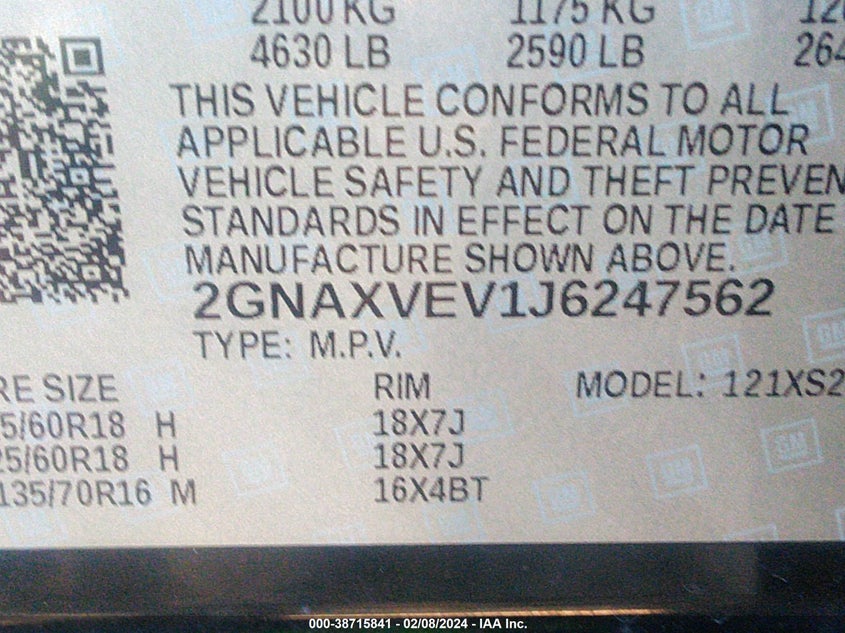 2100 KG 1175 KG
4630 LB 2590 LB 264
THIS VEHICLE CONFORMS TO ALL
APPLICABLE U.S. FEDERAL MOTOR
VEHICLE SAFETY AND THEFT PREVEN
STANDARDS IN EFFECT ON THE DATE
MANUFACTURE SHOWN ABOVE.
2GNAXVEV1J6247562
TYPE: M.P.V.
RE SIZE RIM MODEL: 121XS2
5/60R18 H 18X7J
25/60R18 H 18X7J
135/70R16 M 16X4BT
GM
000-38715841 - 02/08/2024 - IAA Inc.